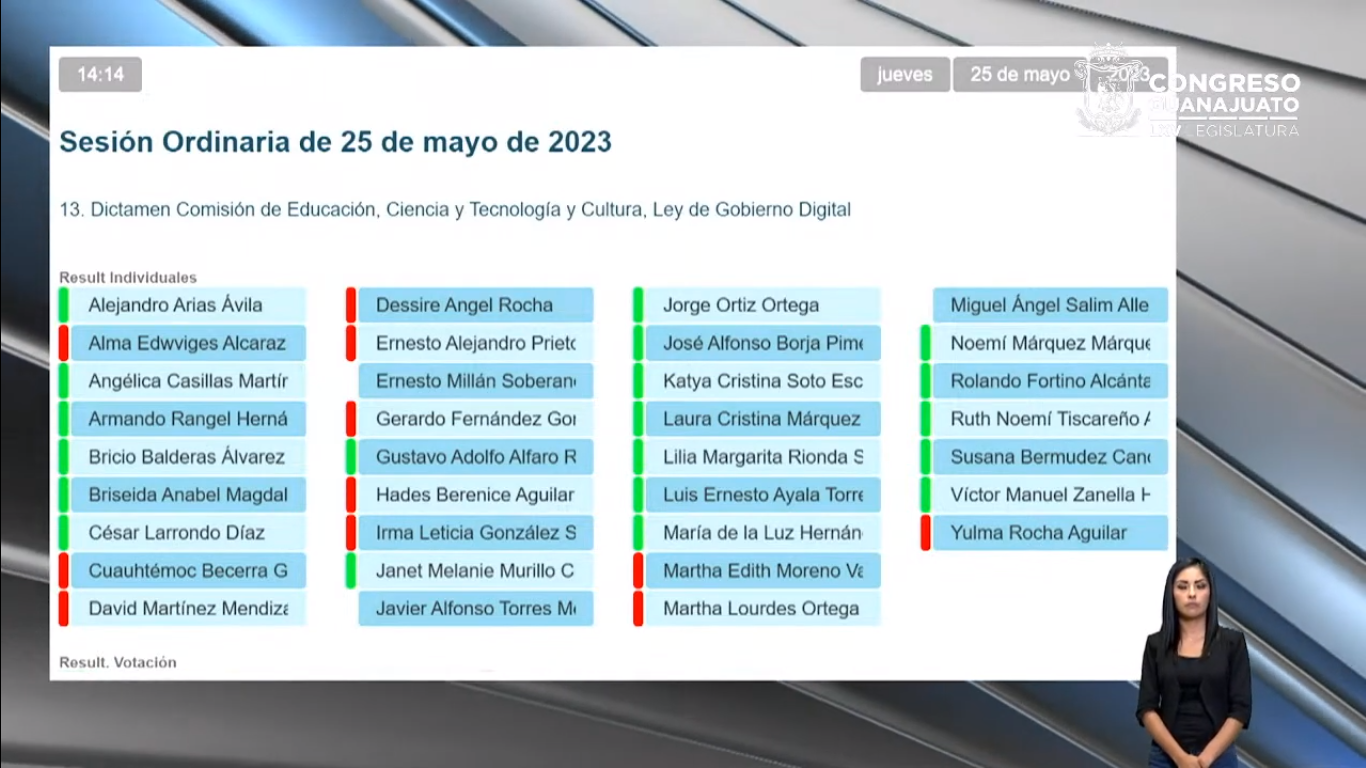 14:14
jueves
25 de mayo
2023
CONGRESO
GUANAJUATO
LXV LEGISLATURA
Sesión Ordinaria de 25 de mayo de 2023
13. Dictamen Comisión de Educación, Ciencia y Tecnología y Cultura, Ley de Gobierno Digital
Result Individuales
Alejandro Arias Ávila
Alma Edwviges Alcaraz
Angélica Casillas Martír
Armando Rangel Herná
Bricio Balderas Álvarez
Briseida Anabel Magdal
César Larrondo Díaz
Cuauhtémoc Becerra G
David Martínez Mendiza
Dessire Angel Rocha
Ernesto Alejandro Prieto
Ernesto Millán Soberan
Gerardo Fernández Gor
Gustavo Adolfo Alfaro R
Hades Berenice Aguilar
Irma Leticia González S
Janet Melanie Murillo C
Javier Alfonso Torres Me
Jorge Ortiz Ortega
José Alfonso Borja Pime
Katya Cristina Soto Esc
Laura Cristina Márquez
Lilia Margarita Rionda S
Luis Ernesto Ayala Torre
María de la Luz Hernán
Martha Edith Moreno Va
Martha Lourdes Ortega
Miguel Ángel Salim Alle
Noemí Márquez Márque
Rolando Fortino Alcánta
Ruth Noemí Tiscareño A
Susana Bermudez Canc
Víctor Manuel Zanella H
Yulma Rocha Aguilar
Result. Votación